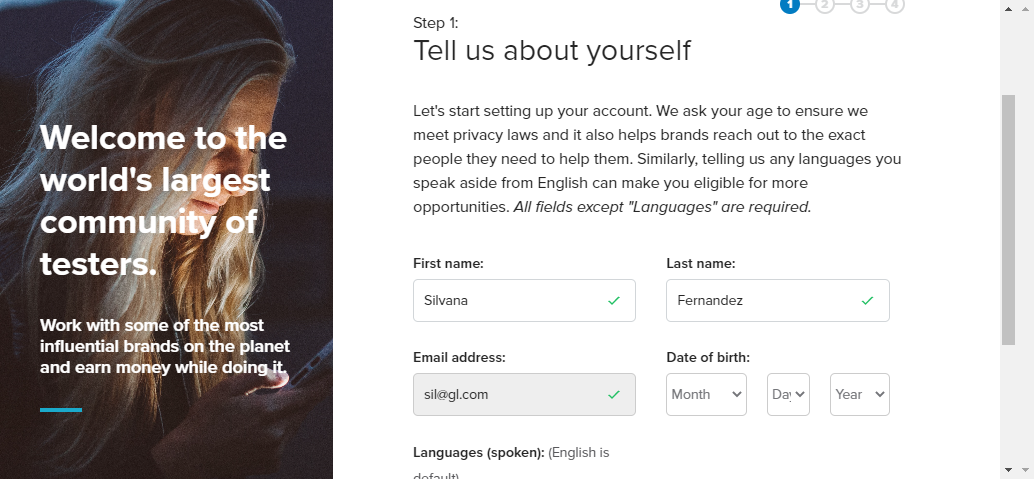 Welcome to the
world's largest
community of
testers.
Work with some of the most
influential brands on the planet
and earn money while doing it.
1 2 3 4
Step 1:
Tell us about yourself
Let's start setting up your account. We ask your age to ensure we
meet privacy laws and it also helps brands reach out to the exact
people they need to help them. Similarly, telling us any languages you
speak aside from English can make you eligible for more
opportunities. All fields except "Languages" are required.
First name: Last name:
Silvana Fernandez
Email address: Date of birth:
sil@gl.com Month Day Year
Languages (spoken): (English is
default)